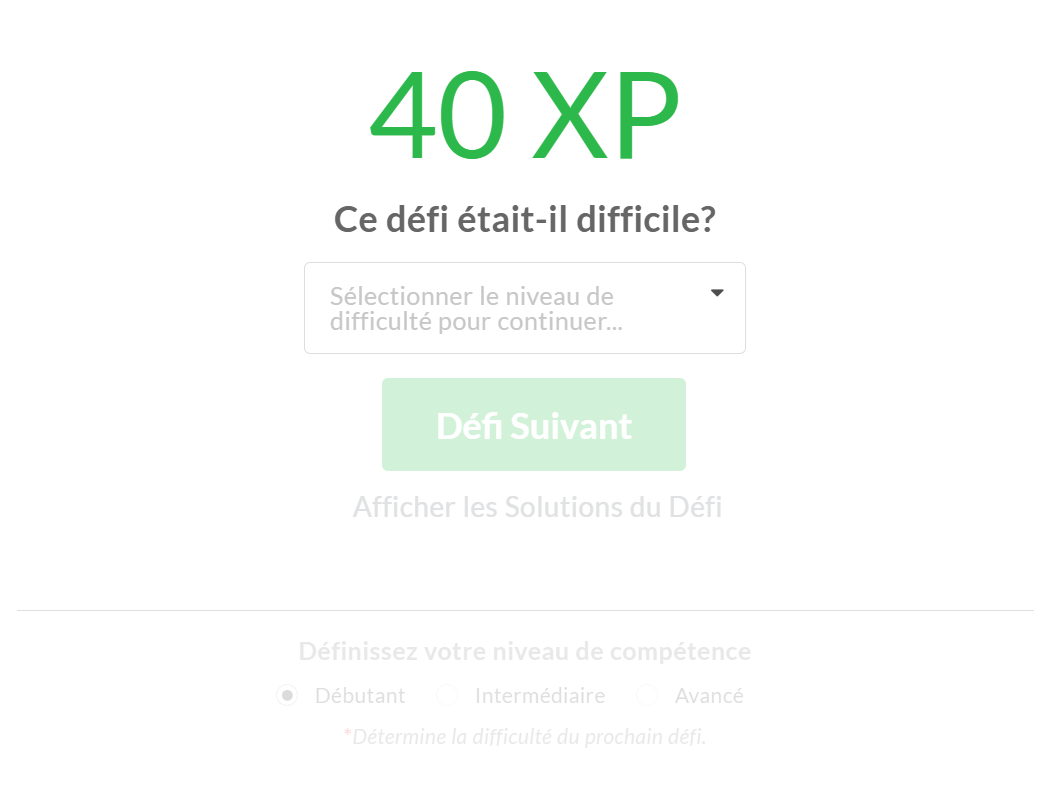 40 XP
Ce défi était-il difficile?
Sélectionner le niveau de
difficulté pour continuer...
Défi Suivant
Afficher les Solutions du Défi
Définissez votre niveau de compétence
Débutant Intermédiaire Avancé
*Détermine la difficulté du prochain défi.